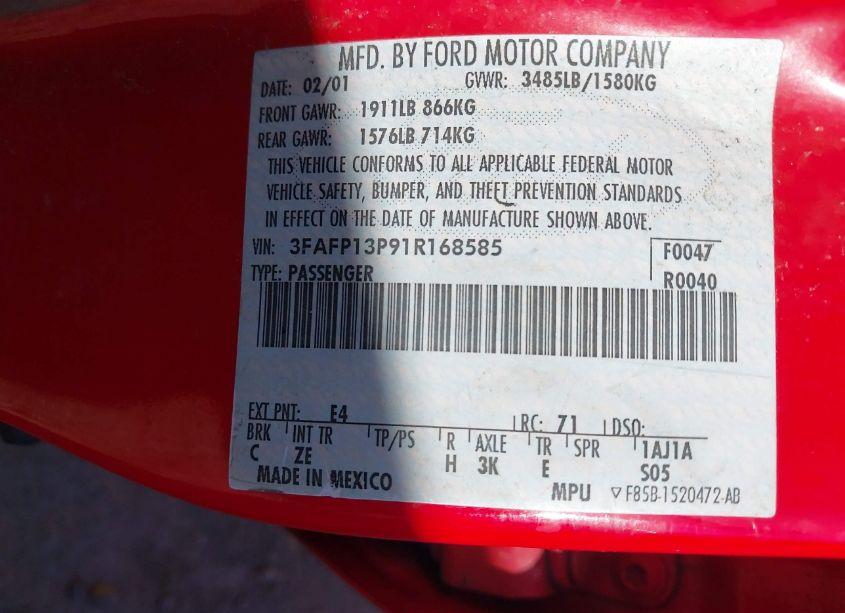 MFD. BY FORD MOTOR COMPANY
DATE: 02/01 GVWR: 3485LB/1580KG
FRONT GAWR: 1911LB 866KG
REAR GAWR: 1576LB 714KG
THIS VEHICLE CONFORMS TO ALL APPLICABLE FEDERAL MOTOR
VEHICLE SAFETY, BUMPER, AND THEFT PREVENTION STANDARDS
IN EFFECT ON THE DATE OF MANUFACTURE SHOWN ABOVE.
VIN: 3FAFP13P91R168585 F0047
TYPE: PASSENGER R0040
EXT PNT: E4 RC: 71 DSO:
BRK INT TR TP/PS R AXLE TR SPR 1AJ1A
C ZE H 3K E S05
MADE IN MEXICO MPU ▽F85B-1520472-AB